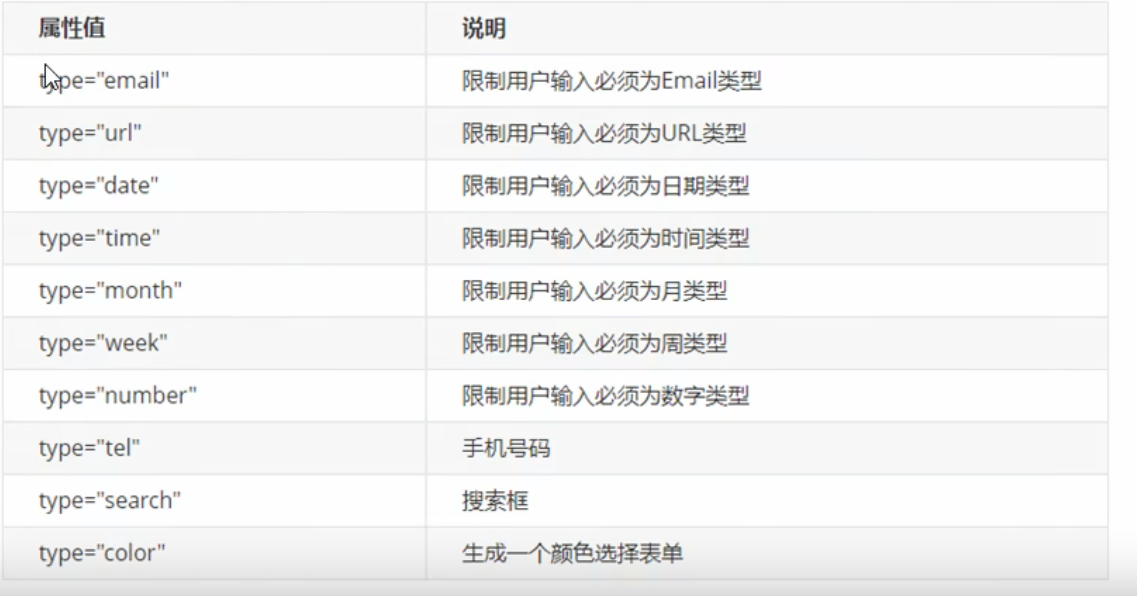 属性值 说明
type="email" 限制用户输入必须为Email类型
type="url" 限制用户输入必须为URL类型
type="date" 限制用户输入必须为日期类型
type="time" 限制用户输入必须为时间类型
type="month" 限制用户输入必须为月类型
type="week" 限制用户输入必须为周类型
type="number" 限制用户输入必须为数字类型
type="tel" 手机号码
type="search" 搜索框
type="color" 生成一个颜色选择表单